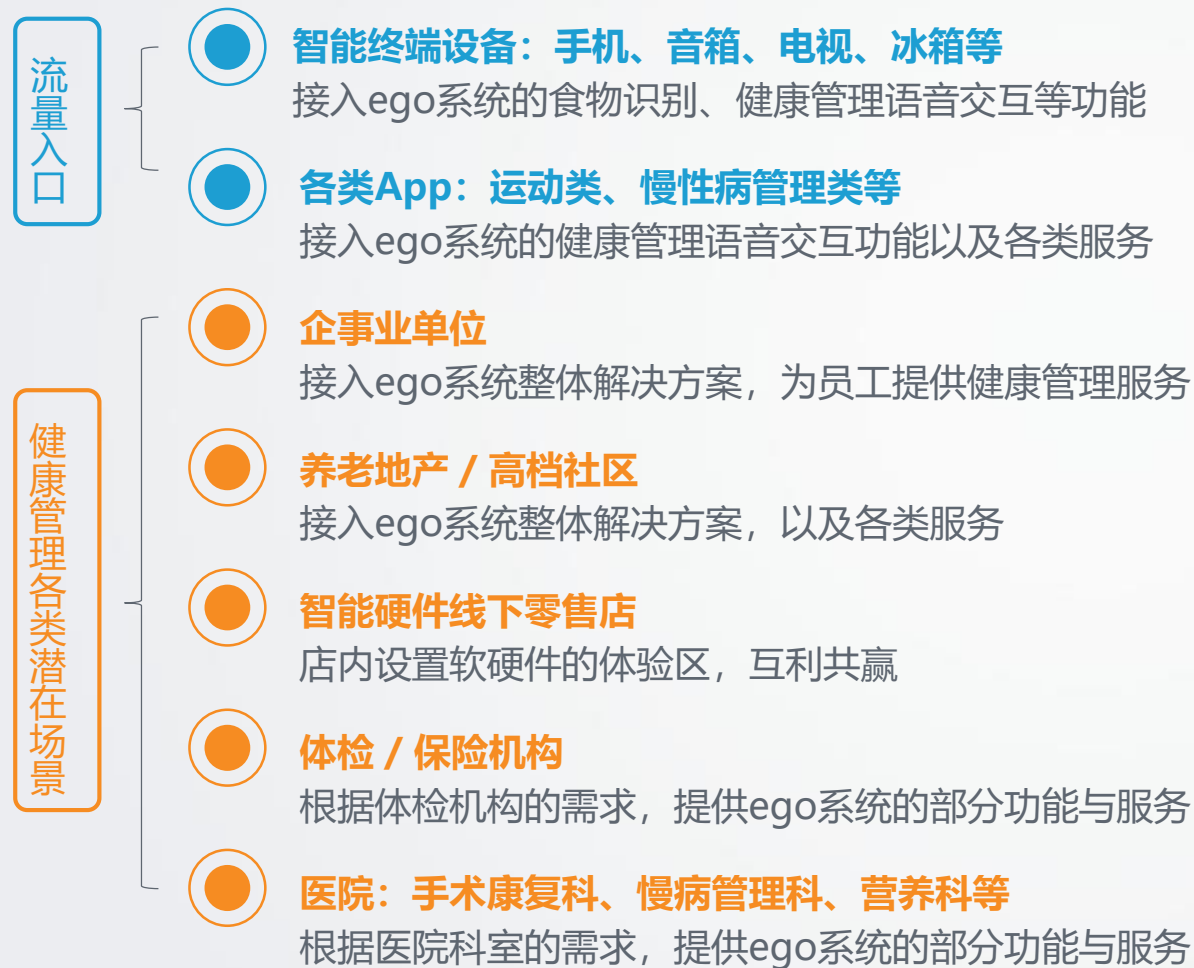 流量入口
智能终端设备：手机、音箱、电视、冰箱等
接入ego系统的食物识别、健康管理语音交互等功能
各类App：运动类、慢性病管理类等
接入ego系统的健康管理语音交互功能以及各类服务
健康管理各类潜在场景
企事业单位
接入ego系统整体解决方案，为员工提供健康管理服务
养老地产 / 高档社区
接入ego系统整体解决方案，以及各类服务
智能硬件线下零售店
店内设置软硬件的体验区，互利共赢
体检 / 保险机构
根据体检机构的需求，提供ego系统的部分功能与服务
医院：手术康复科、慢病管理科、营养科等
根据医院科室的需求，提供ego系统的部分功能与服务